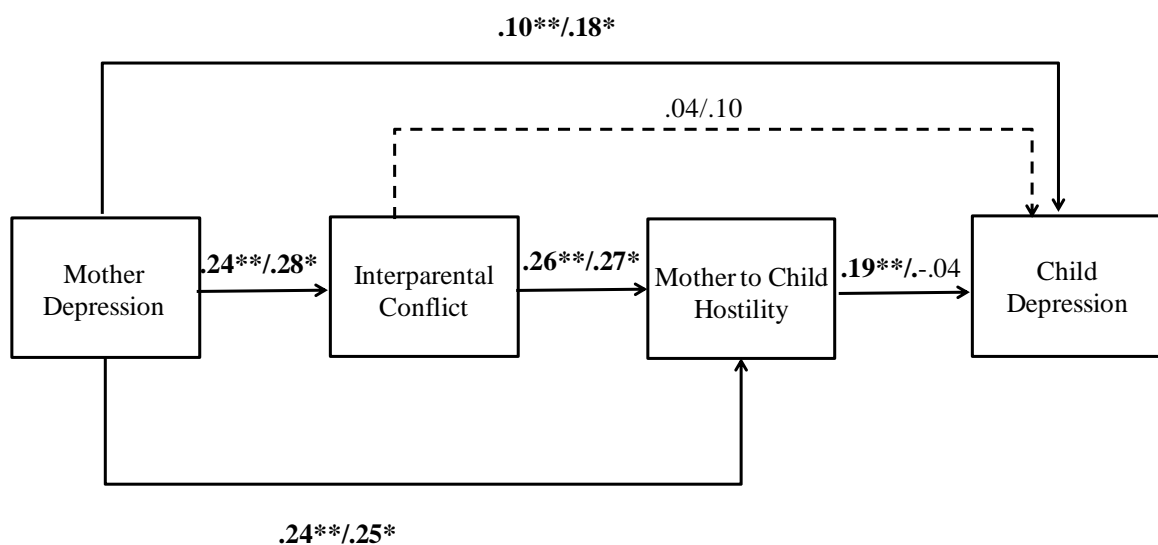 .10**/.18*
.04/.10
Mother
Depression
.24**/.28*
Interparental
Conflict
.26**/.27*
Mother to Child
Hostility
.19**/.-.04
Child
Depression
.24**/.25*